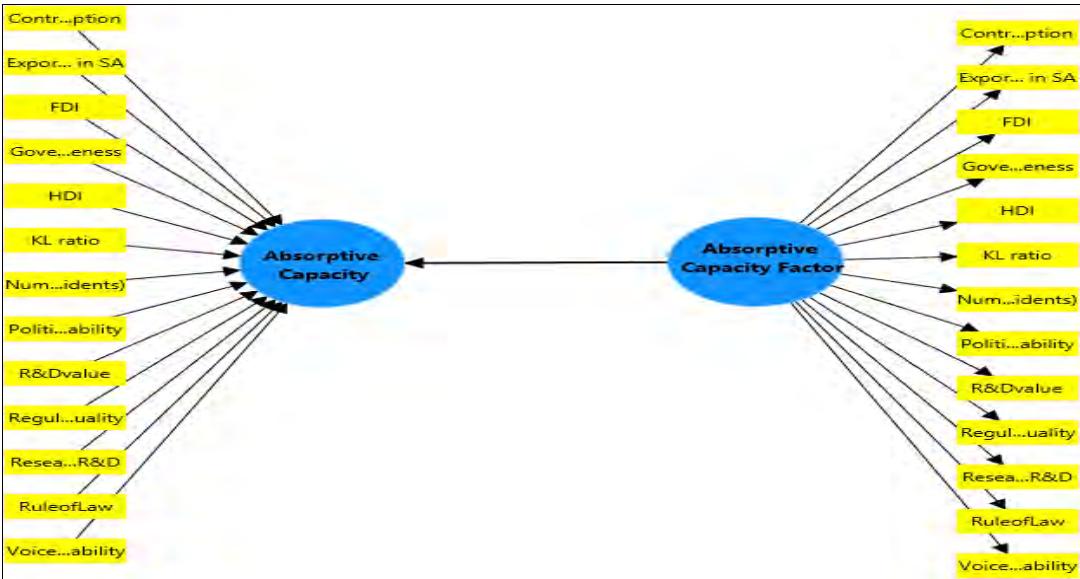 Contr...ption
Expor... in SA
FDI
Gove...eness
HDI
KL ratio
Num...idents)
Politi...ability
R&Dvalue
Regul...uality
Resea...R&D
RuleofLaw
Voice...ability
Absorptive
Capacity
Absorptive
Capacity Factor
Contr...ption
Expor... in SA
FDI
Gove...eness
HDI
KL ratio
Num...idents)
Politi...ability
R&Dvalue
Regul...uality
Resea...R&D
RuleofLaw
Voice...ability